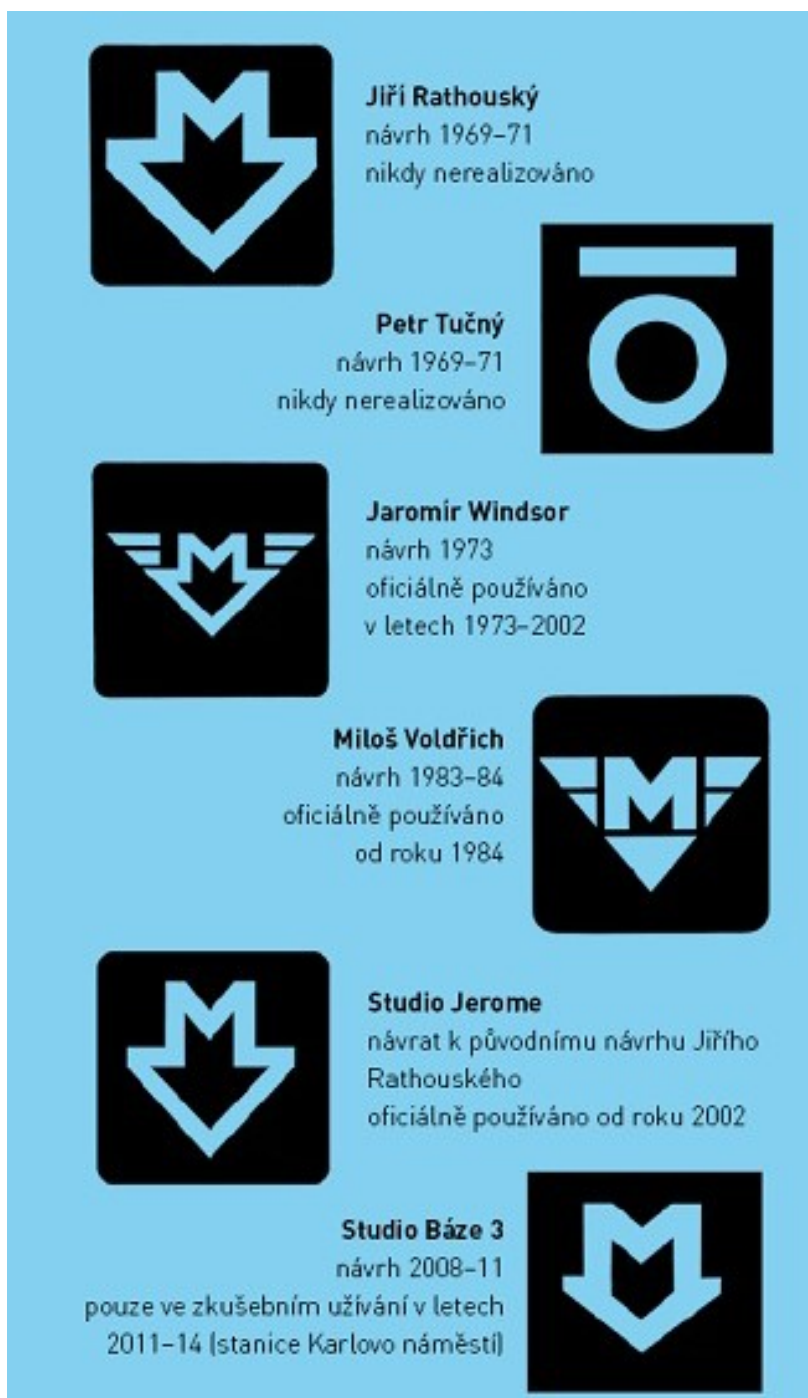 Jiří Rathouský
návrh 1969–71
nikdy nerealizováno
Petr Tučný
návrh 1969–71
nikdy nerealizováno
Jaromír Windsor
návrh 1973
oficiálně používáno
v letech 1973–2002
Miloš Voldřich
návrh 1983–84
oficiálně používáno
od roku 1984
Studio Jerome
návrat k původnímu návrhu Jiřího
Rathouského
oficiálně používáno od roku 2002
Studio Báze 3
návrh 2008–11
pouze ve zkušebním užívání v letech
2011–14 (stanice Karlovo náměstí)